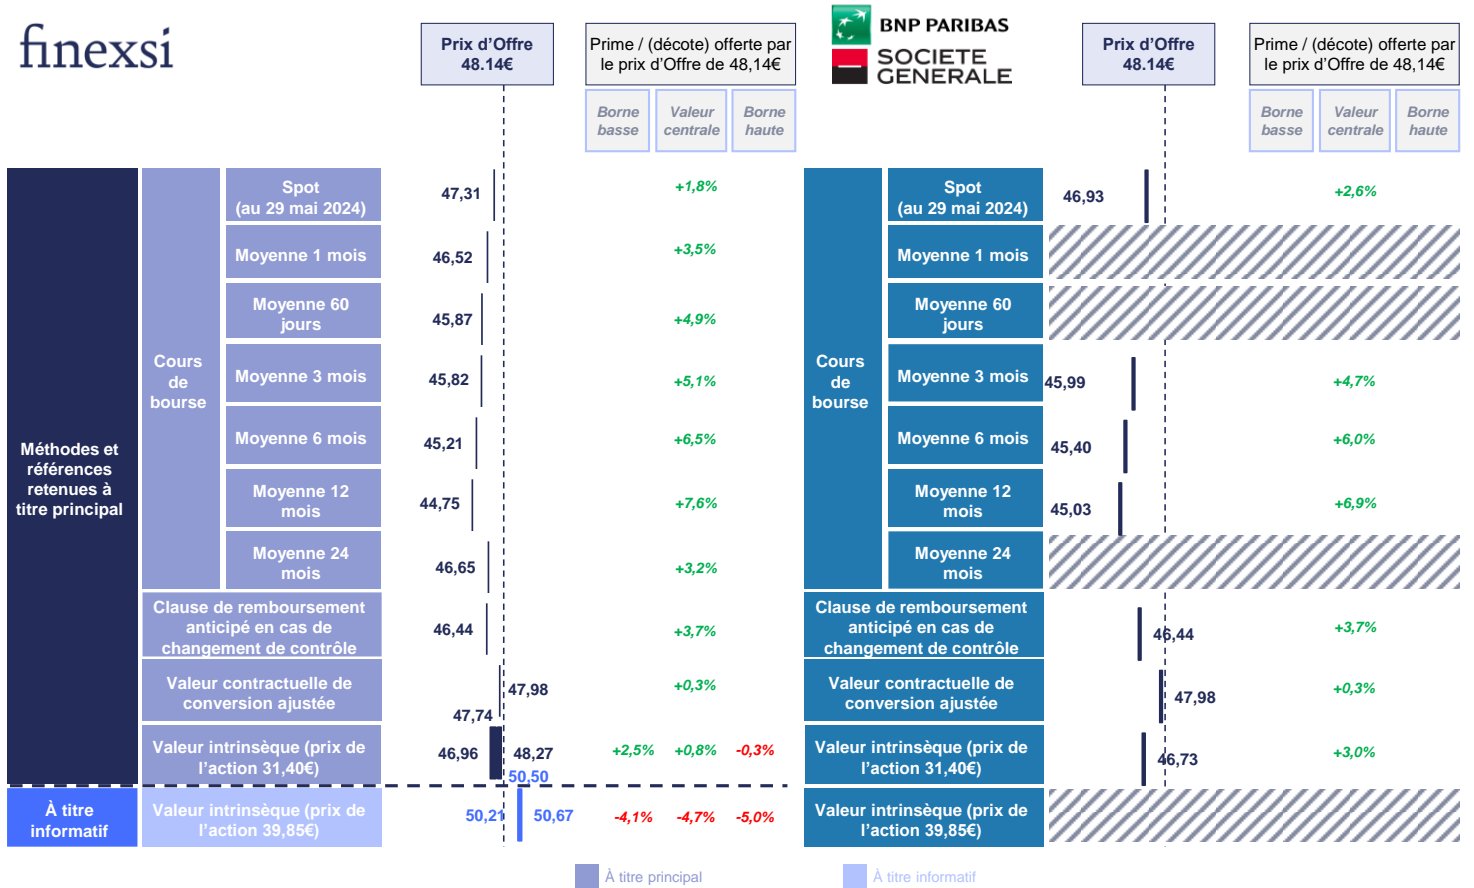 finexsi
Prix d’Offre
48.14€
Prime / (décote) offerte par
le prix d’Offre de 48,14€
Borne
basse
Valeur
centrale
Borne
haute
BNP PARIBAS
SOCIETE
GENERALE
Prix d’Offre
48.14€
Prime / (décote) offerte par
le prix d’Offre de 48,14€
Borne
basse
Valeur
centrale
Borne
haute
Méthodes et
références
retenues à
titre principal
Cours
de
bourse
Spot
(au 29 mai 2024)
47,31
+1,8%
Moyenne 1 mois
46,52
+3,5%
Moyenne 60
jours
45,87
+4,9%
Moyenne 3 mois
45,82
+5,1%
Moyenne 6 mois
45,21
+6,5%
Moyenne 12
mois
44,75
+7,6%
Moyenne 24
mois
46,65
+3,2%
Clause de remboursement
anticipé en cas de
changement de contrôle
46,44
+3,7%
Valeur contractuelle de
conversion ajustée
47,74
47,98
+0,3%
Valeur intrinsèque (prix de
l’action 31,40€)
46,96
48,27
+2,5%
+0,8%
-0,3%
À titre
informatif
Valeur intrinsèque (prix de
l’action 39,85€)
50,50
50,21
50,67
-4,1%
-4,7%
-5,0%
Cours
de
bourse
Spot
(au 29 mai 2024)
46,93
+2,6%
Moyenne 1 mois
Moyenne 60
jours
Moyenne 3 mois
45,99
+4,7%
Moyenne 6 mois
45,40
+6,0%
Moyenne 12
mois
45,03
+6,9%
Moyenne 24
mois
Clause de remboursement
anticipé en cas de
changement de contrôle
46,44
+3,7%
Valeur contractuelle de
conversion ajustée
47,98
+0,3%
Valeur intrinsèque (prix de
l’action 31,40€)
46,73
+3,0%
Valeur intrinsèque (prix de
l’action 39,85€)
À titre principal
À titre informatif